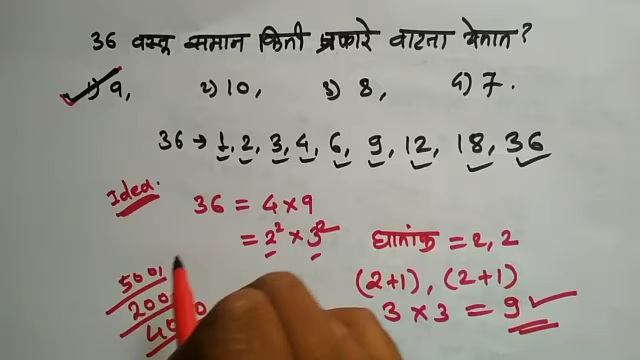 36 वस्तू समान किती प्रकारे वाटता येतात?
1) 9, 2) 10, 3) 8, 4) 7.
36 → 1, 2, 3, 4, 6, 9, 12, 18, 36
Idea. 36 = 4 × 9
= 2² × 3² घातांक = 2, 2
5001 (2+1), (2+1)
200 3 × 3 = 9